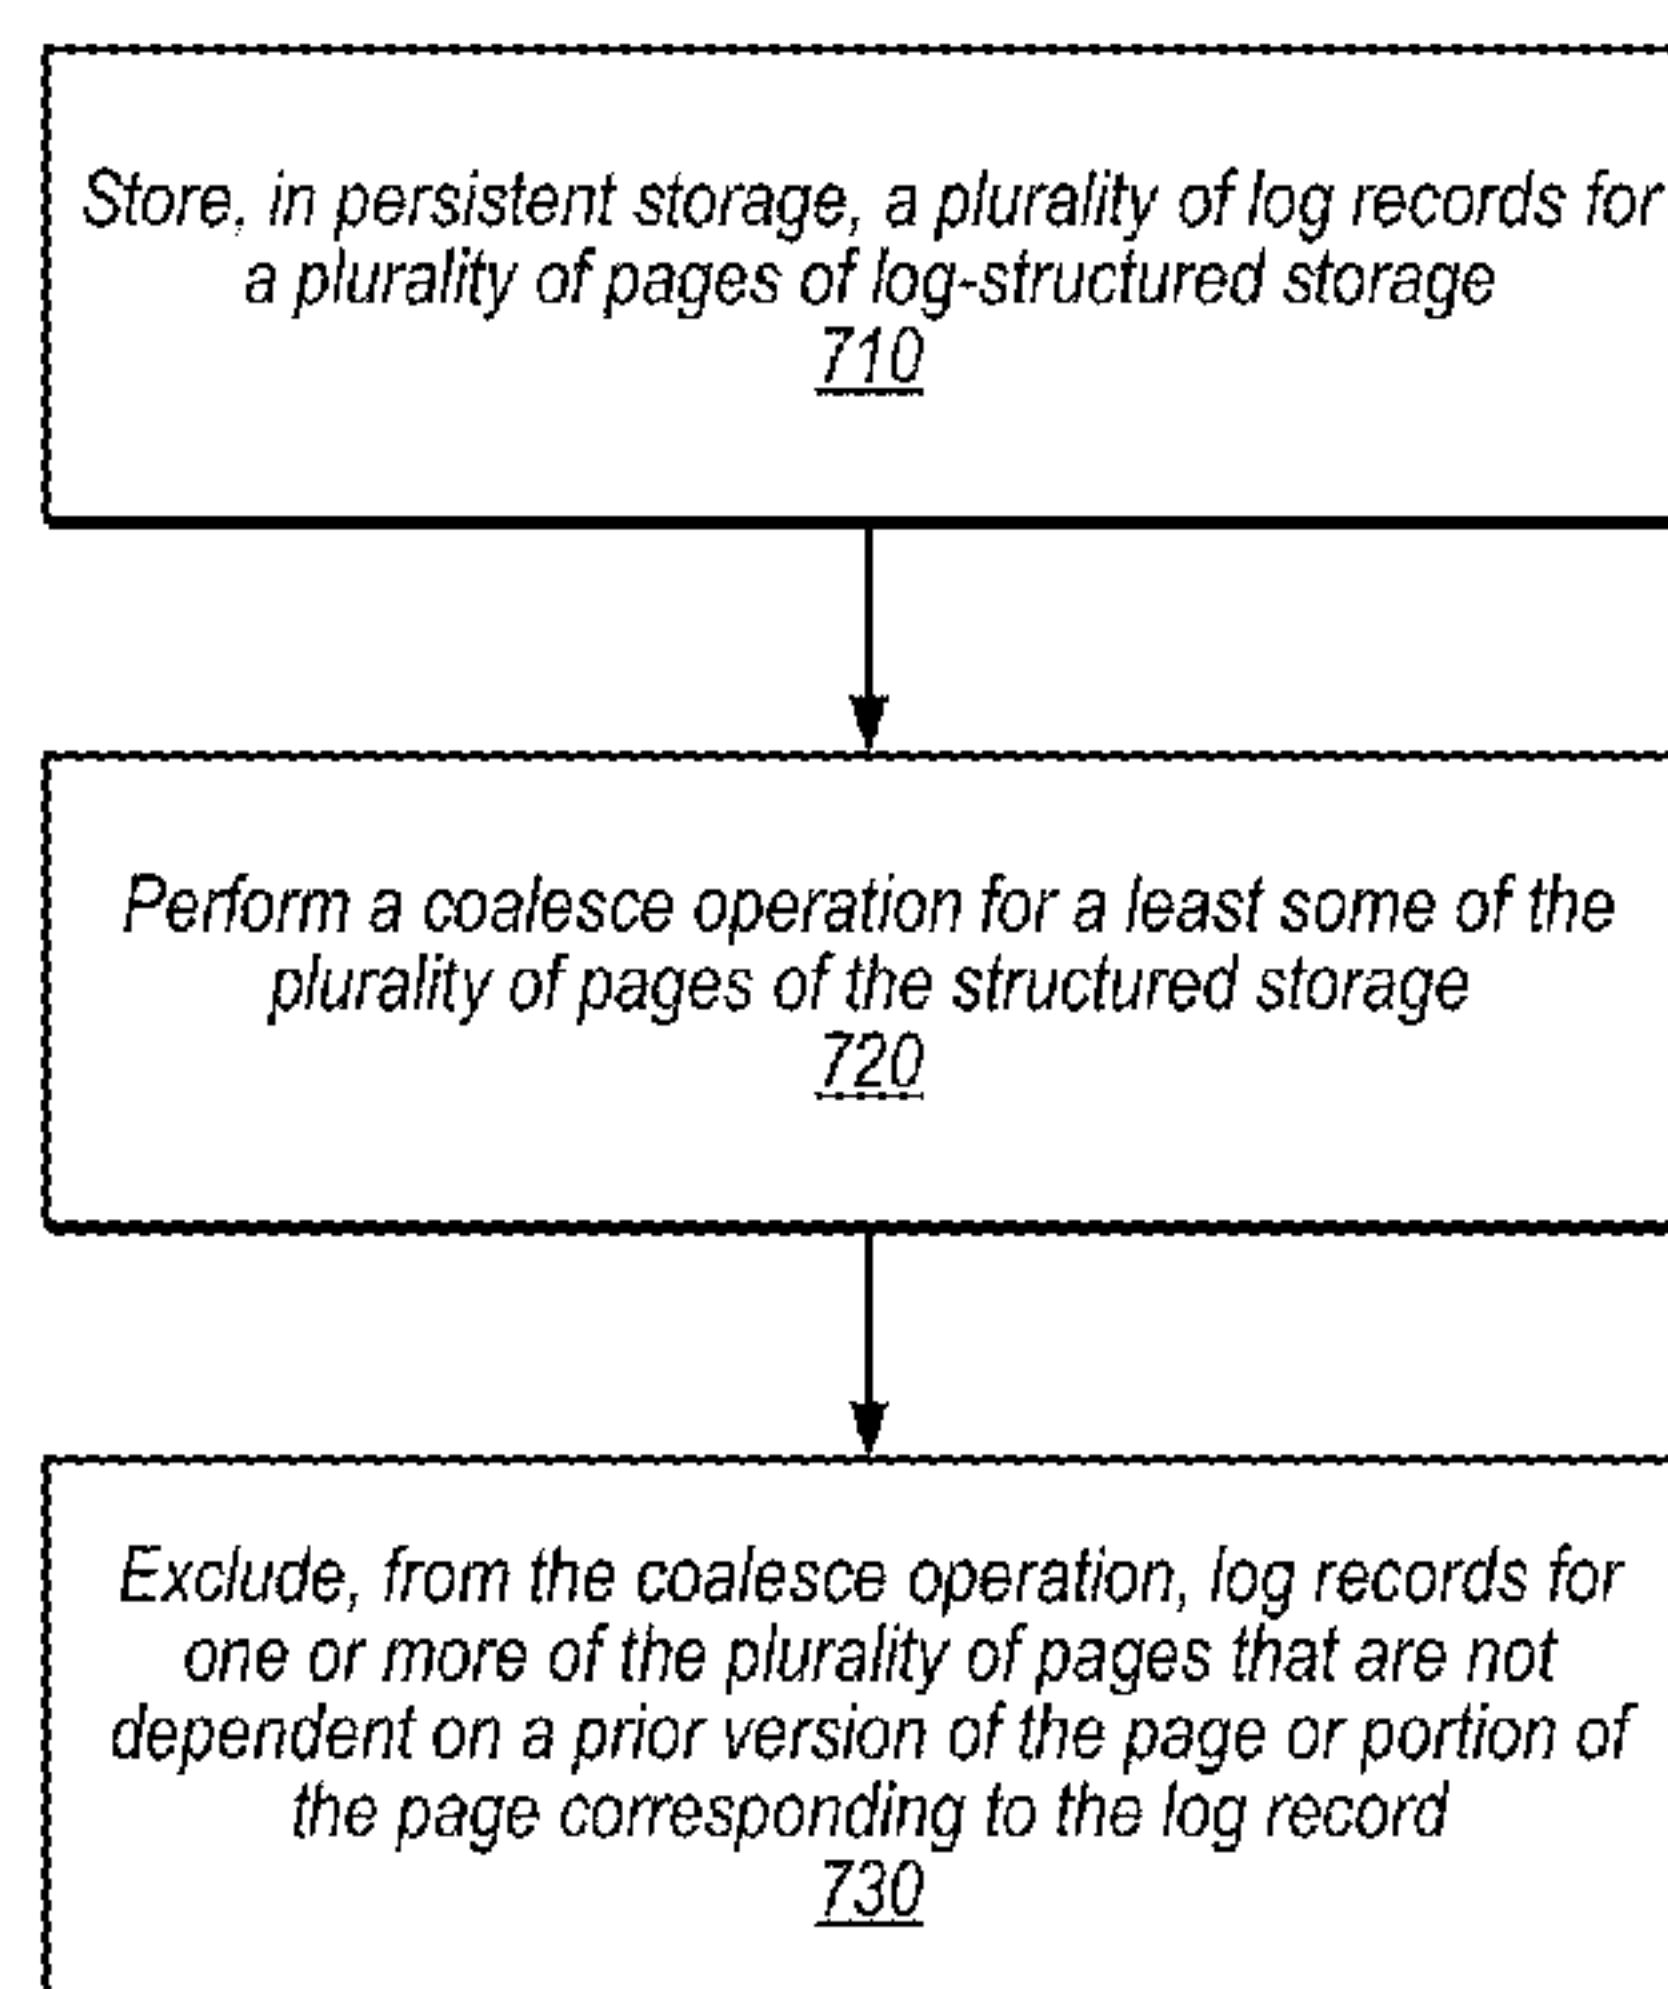 Store, in persistent storage, a plurality of log records for
a plurality of pages of log-structured storage
710
Perform a coalesce operation for a least some of the
plurality of pages of the structured storage
720
Exclude, from the coalesce operation, log records for
one or more of the plurality of pages that are not
dependent on a prior version of the page or portion of
the page corresponding to the log record
730